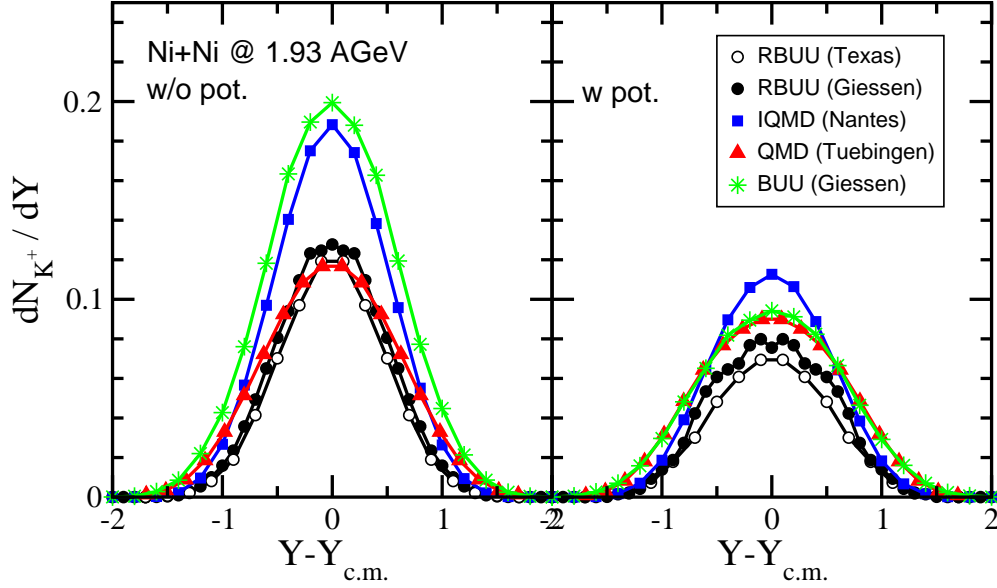 Ni+Ni @ 1.93 AGeV
w/o pot.
w pot.
RBUU (Texas)
RBUU (Giessen)
IQMD (Nantes)
QMD (Tuebingen)
BUU (Giessen)
dN_K^+ / dY
0.2
0.1
0
-2 -1 0 1 2
-2 -1 0 1 2
Y-Y_c.m. Y-Y_c.m.